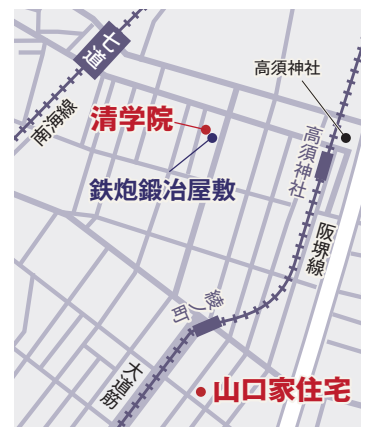 七道
高須神社
南海線
清学院
高須神社
鉄炮鍛冶屋敷
阪堺線
綾ノ町
大道筋
山口家住宅